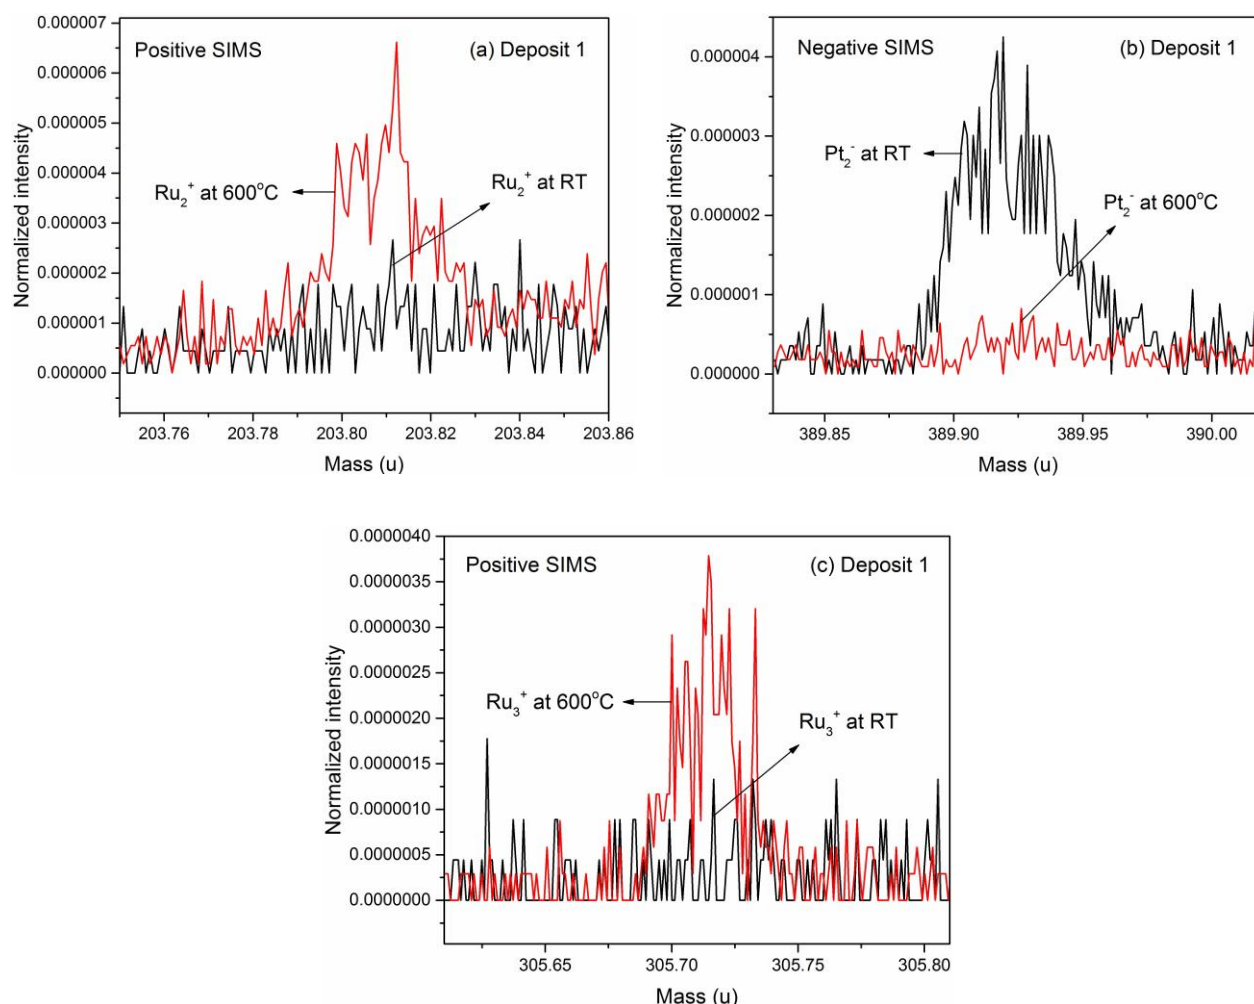 Positive SIMS
(a) Deposit 1
Normalized intensity
0.000007
0.000006
0.000005
0.000004
0.000003
0.000002
0.000001
0.000000
Ru₂⁺ at 600°C
Ru₂⁺ at RT
203.76 203.78 203.80 203.82 203.84 203.86
Mass (u)
Negative SIMS
(b) Deposit 1
Normalized intensity
0.000004
0.000003
0.000002
0.000001
0.000000
Pt₂⁻ at RT
Pt₂⁻ at 600°C
389.85 389.90 389.95 390.00
Mass (u)
Positive SIMS
(c) Deposit 1
Normalized intensity
0.0000040
0.0000035
0.0000030
0.0000025
0.0000020
0.0000015
0.0000010
0.0000005
0.0000000
Ru₃⁺ at 600°C
Ru₃⁺ at RT
305.65 305.70 305.75 305.80
Mass (u)